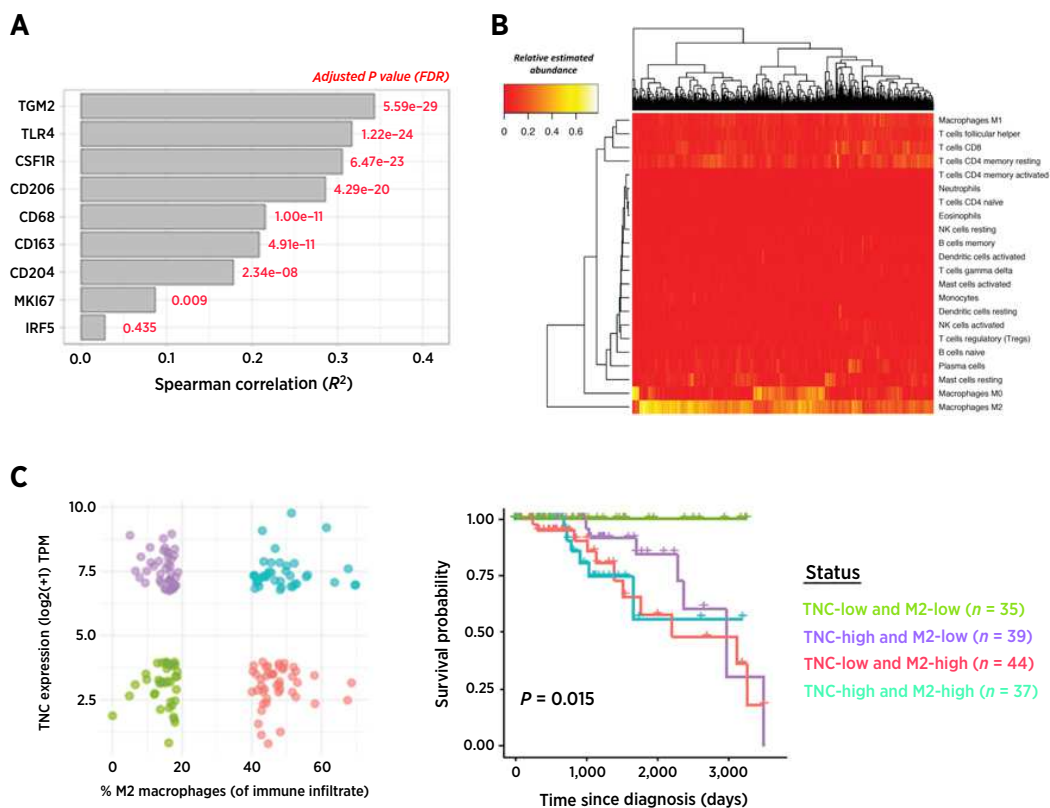 A
Adjusted P value (FDR)
TGM2
5.59e−29
TLR4
1.22e−24
CSF1R
6.47e−23
CD206
4.29e−20
CD68
1.00e−11
CD163
4.91e−11
CD204
2.34e−08
MKI67
0.009
IRF5
0.435
0.0 0.1 0.2 0.3 0.4
Spearman correlation (R²)
B
Relative estimated
abundance
0 0.2 0.4 0.6
Macrophages M1
T cells follicular helper
T cells CD8
T cells CD4 memory resting
T cells CD4 memory activated
Neutrophils
T cells CD4 naive
Eosinophils
NK cells resting
B cells memory
Dendritic cells activated
T cells gamma delta
Mast cells activated
Monocytes
Dendritic cells resting
NK cells activated
T cells regulatory (Tregs)
B cells naive
Plasma cells
Mast cells resting
Macrophages M0
Macrophages M2
C
TNC expression (log2(+1) TPM
10.0
7.5
5.0
2.5
0 20 40 60
% M2 macrophages (of immune infiltrate)
Survival probability
1.00
0.75
0.50
0.25
0.00
P = 0.015
0 1,000 2,000 3,000
Time since diagnosis (days)
Status
TNC-low and M2-low (n = 35)
TNC-high and M2-low (n = 39)
TNC-low and M2-high (n = 44)
TNC-high and M2-high (n = 37)